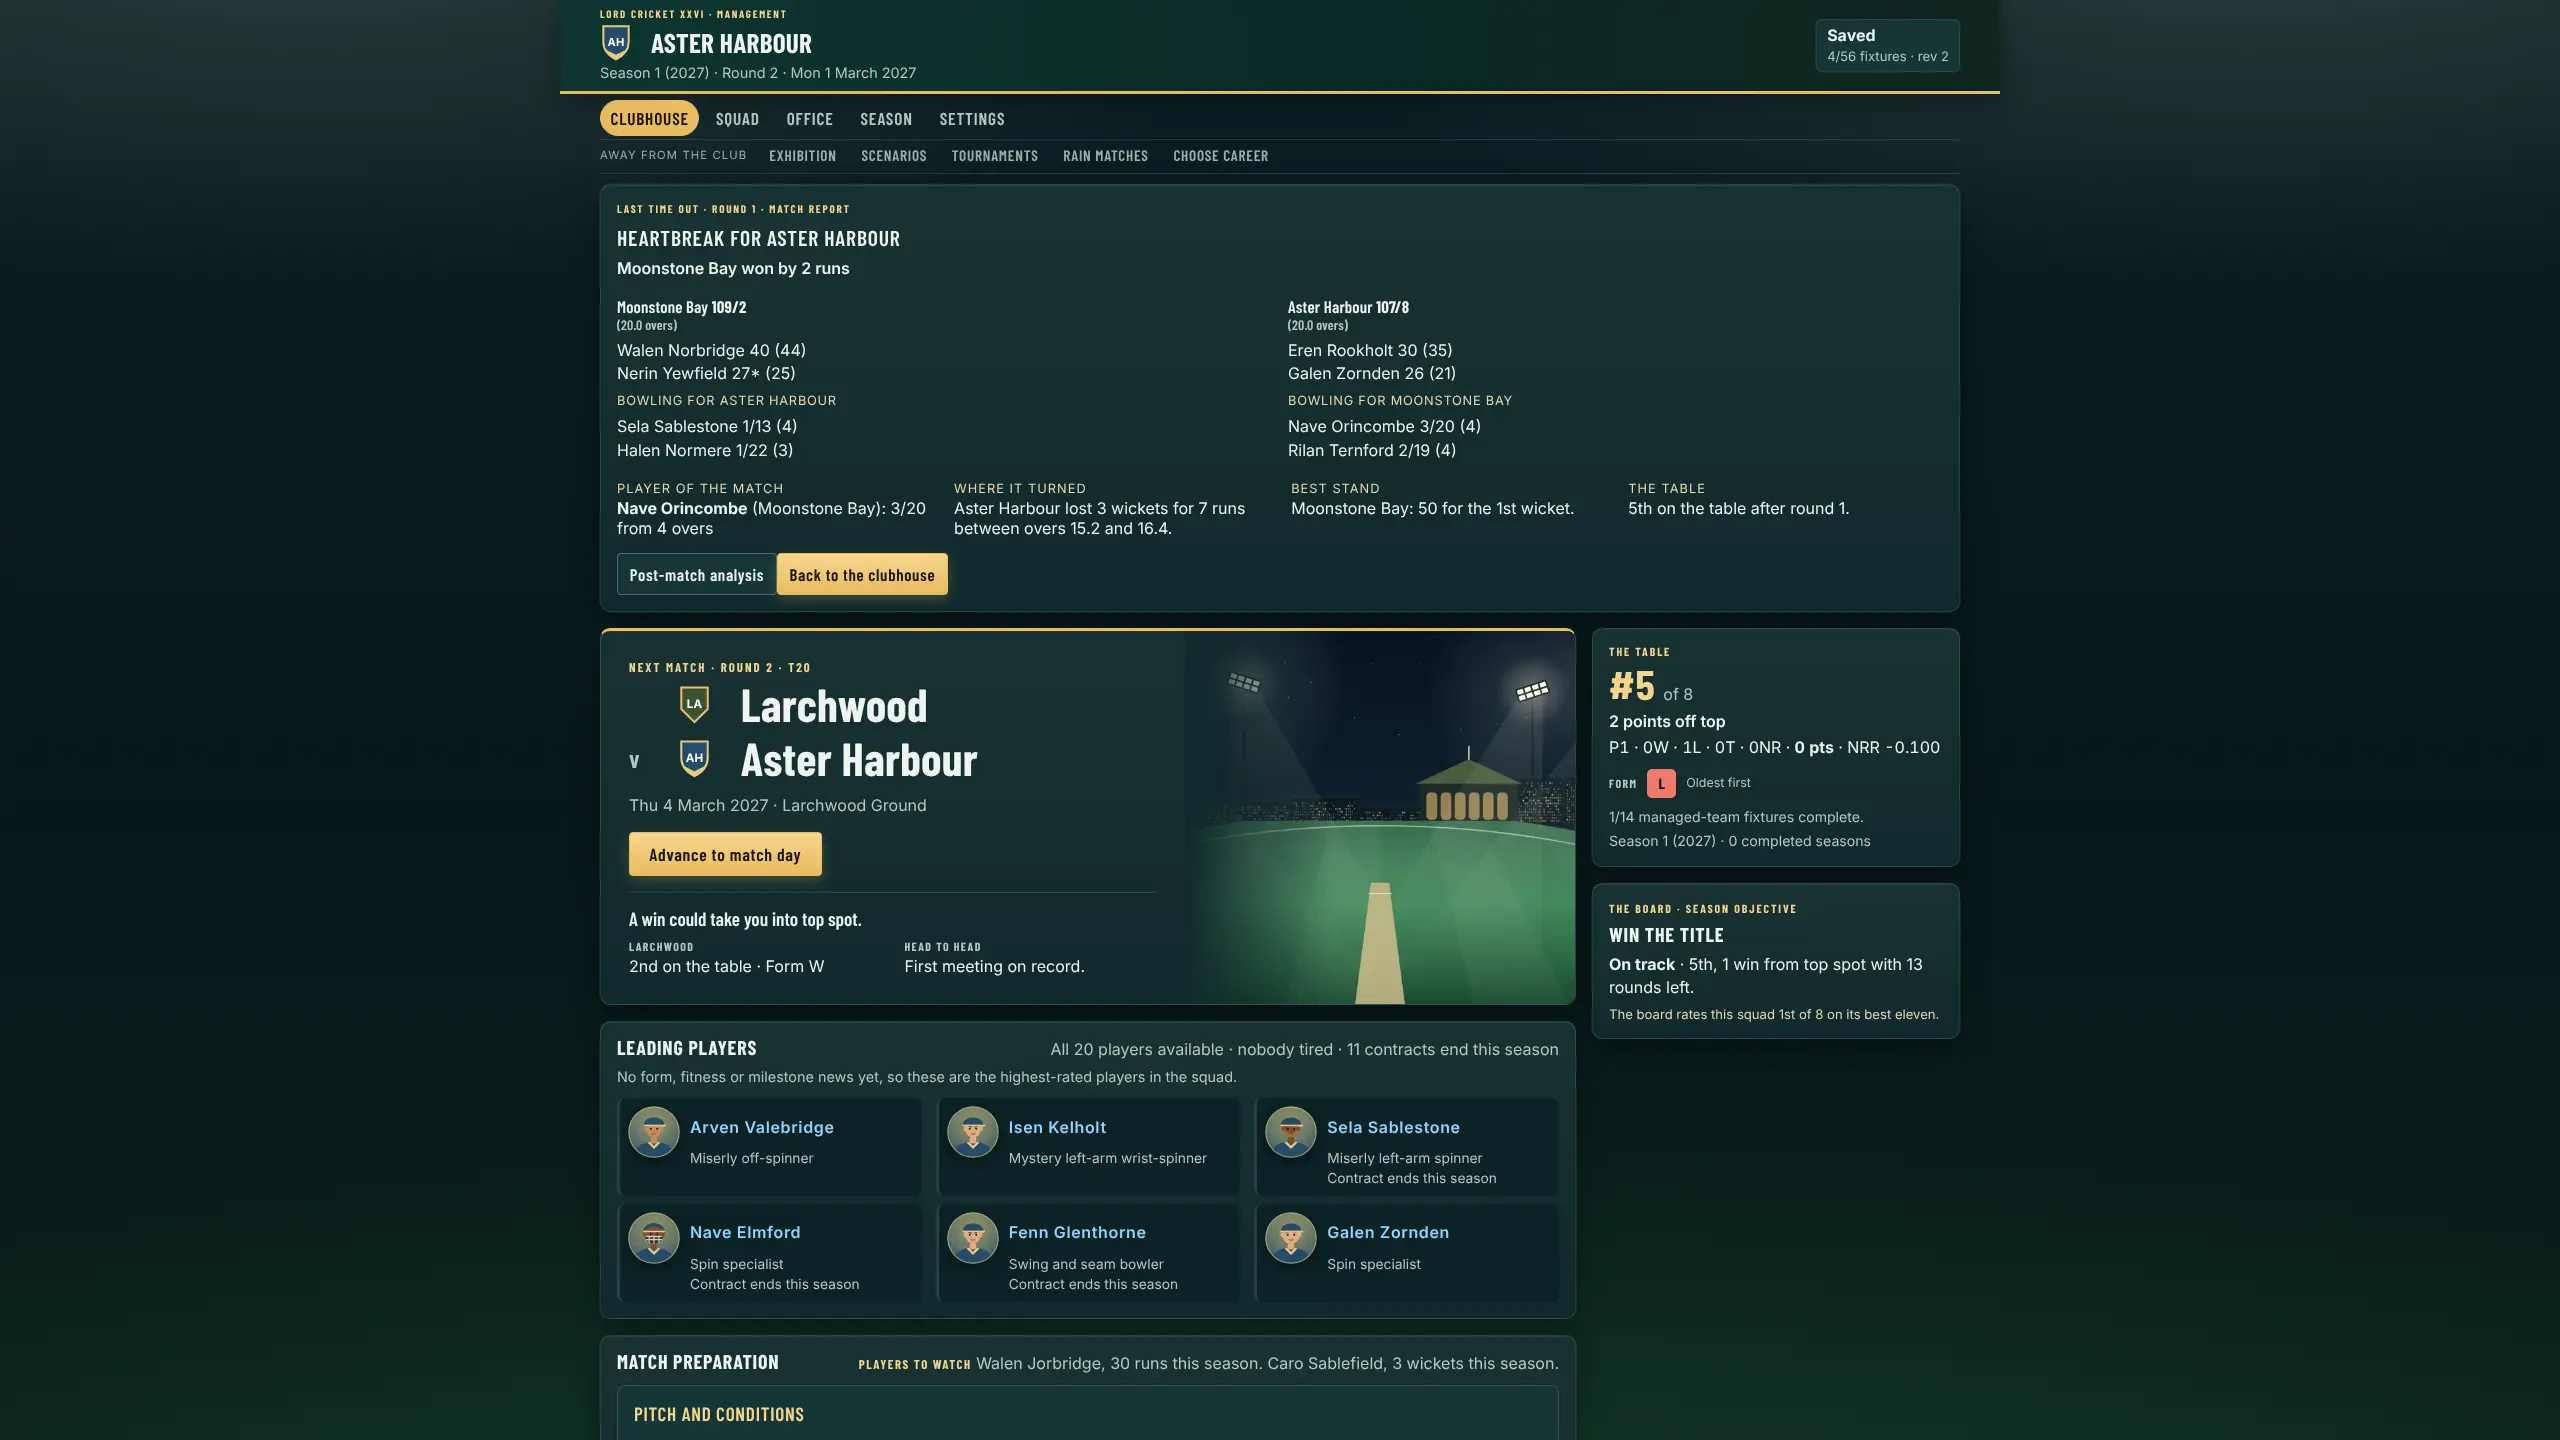 LORD CRICKET XXVI · MANAGEMENT
AH ASTER HARBOUR
Season 1 (2027) · Round 2 · Mon 1 March 2027
Saved
4/56 fixtures · rev 2
CLUBHOUSE SQUAD OFFICE SEASON SETTINGS
AWAY FROM THE CLUB EXHIBITION SCENARIOS TOURNAMENTS RAIN MATCHES CHOOSE CAREER
LAST TIME OUT · ROUND 1 · MATCH REPORT
HEARTBREAK FOR ASTER HARBOUR
Moonstone Bay won by 2 runs
Moonstone Bay 109/2
(20.0 overs)
Walen Norbridge 40 (44)
Nerin Yewfield 27* (25)
BOWLING FOR ASTER HARBOUR
Sela Sablestone 1/13 (4)
Halen Normere 1/22 (3)
Aster Harbour 107/8
(20.0 overs)
Eren Rookholt 30 (35)
Galen Zornden 26 (21)
BOWLING FOR MOONSTONE BAY
Nave Orincombe 3/20 (4)
Rilan Ternford 2/19 (4)
PLAYER OF THE MATCH
Nave Orincombe (Moonstone Bay): 3/20
from 4 overs
WHERE IT TURNED
Aster Harbour lost 3 wickets for 7 runs
between overs 15.2 and 16.4.
BEST STAND
Moonstone Bay: 50 for the 1st wicket.
THE TABLE
5th on the table after round 1.
Post-match analysis Back to the clubhouse
NEXT MATCH · ROUND 2 · T20
LA Larchwood
V AH Aster Harbour
Thu 4 March 2027 · Larchwood Ground
Advance to match day
A win could take you into top spot.
LARCHWOOD
2nd on the table · Form W
HEAD TO HEAD
First meeting on record.
THE TABLE
#5 of 8
2 points off top
P1 · 0W · 1L · 0T · 0NR · 0 pts · NRR -0.100
FORM L Oldest first
1/14 managed-team fixtures complete.
Season 1 (2027) · 0 completed seasons
THE BOARD · SEASON OBJECTIVE
WIN THE TITLE
On track · 5th, 1 win from top spot with 13
rounds left.
The board rates this squad 1st of 8 on its best eleven.
LEADING PLAYERS
All 20 players available · nobody tired · 11 contracts end this season
No form, fitness or milestone news yet, so these are the highest-rated players in the squad.
Arven Valebridge
Miserly off-spinner
Isen Kelholt
Mystery left-arm wrist-spinner
Sela Sablestone
Miserly left-arm spinner
Contract ends this season
Nave Elmford
Spin specialist
Contract ends this season
Fenn Glenthorne
Swing and seam bowler
Contract ends this season
Galen Zornden
Spin specialist
MATCH PREPARATION
PLAYERS TO WATCH Walen Jorbridge, 30 runs this season. Caro Sablefield, 3 wickets this season.
PITCH AND CONDITIONS